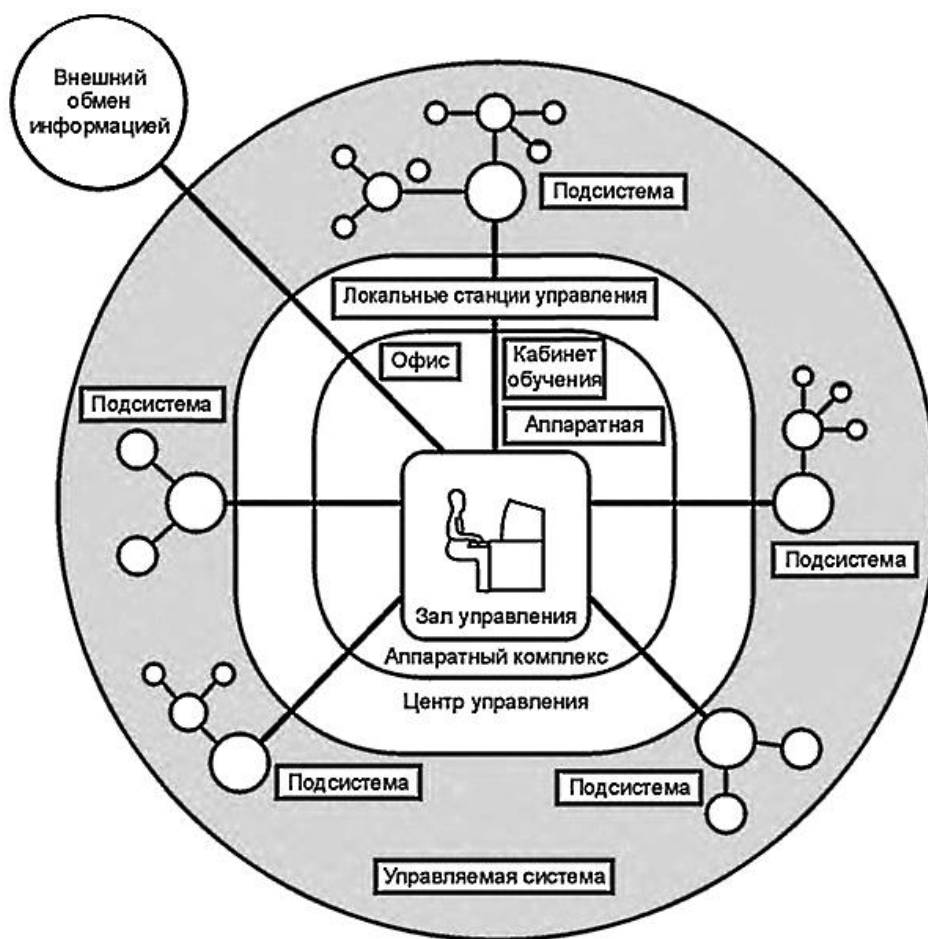 Внешний
обмен
информацией
Подсистема
Локальные станции управления
Офис
Кабинет
обучения
Подсистема
Аппаратная
Подсистема
Зал управления
Аппаратный комплекс
Центр управления
Подсистема
Подсистема
Управляемая система